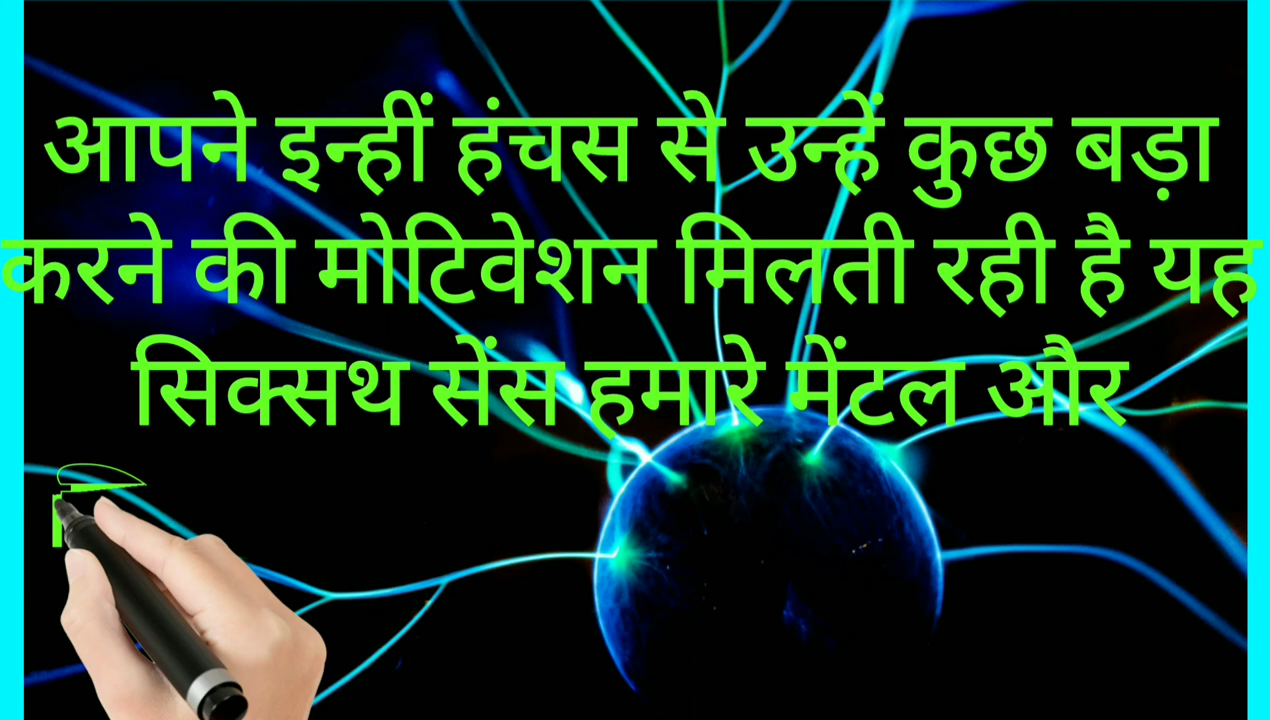 आपने इन्हीं हंचस से उन्हें कुछ बड़ा
करने की मोटिवेशन मिलती रही है यह
सिक्सथ सेंस हमारे मेंटल और